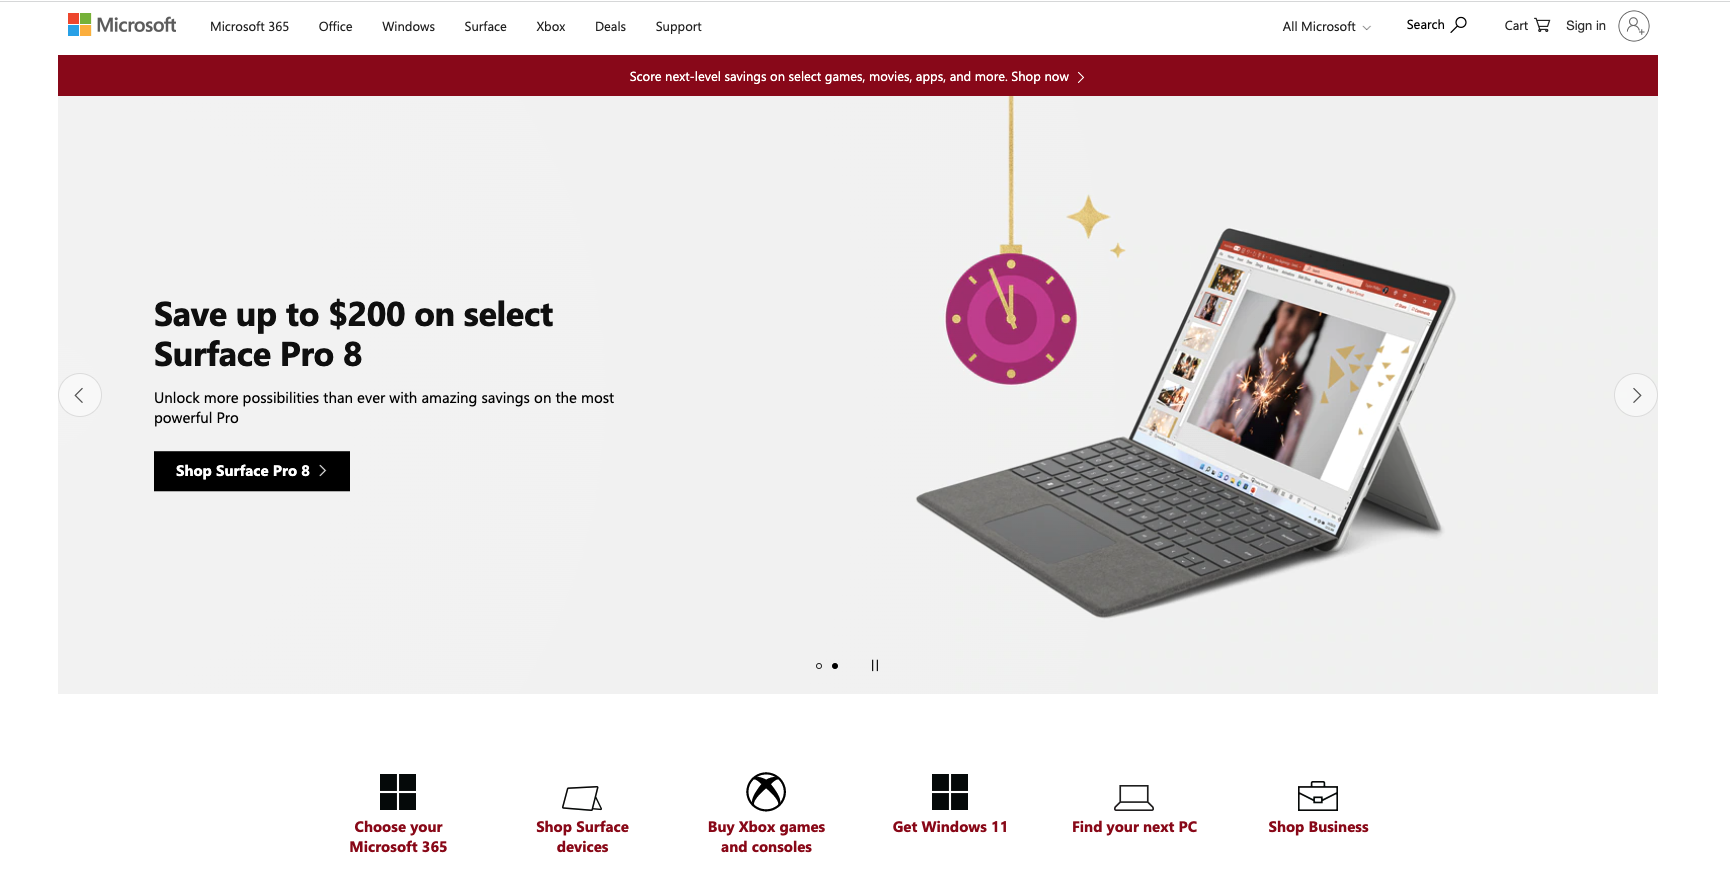 Microsoft
Microsoft 365
Office
Windows
Surface
Xbox
Deals
Support
All Microsoft
Search
Cart
Sign in
Score next-level savings on select games, movies, apps, and more. Shop now
Save up to $200 on select
Surface Pro 8
Unlock more possibilities than ever with amazing savings on the most
powerful Pro
Shop Surface Pro 8
Choose your
Microsoft 365
Shop Surface
devices
Buy Xbox games
and consoles
Get Windows 11
Find your next PC
Shop Business